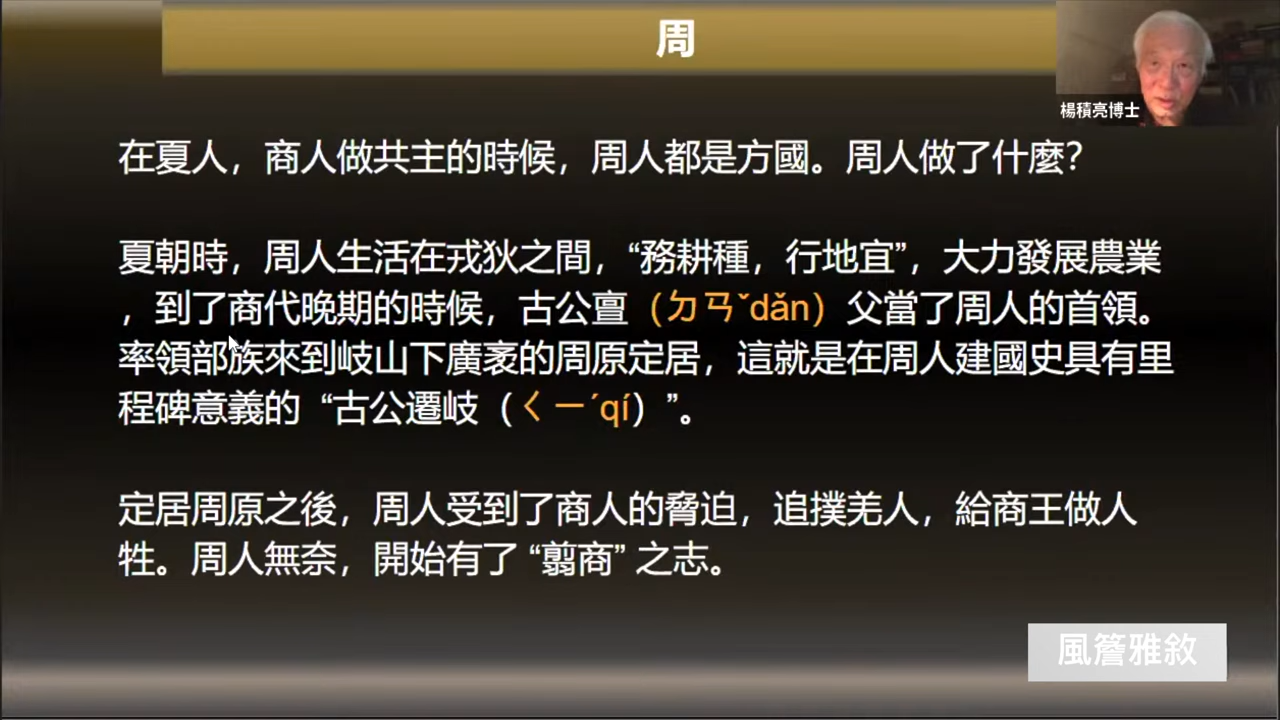 周
楊積亮博士
在夏人，商人做共主的時候，周人都是方國。周人做了什麼？
夏朝時，周人生活在戎狄之間，“務耕種，行地宜”，大力發展農業
，到了商代晚期的時候，古公亶（ㄉㄢˇdǎn）父當了周人的首領。
率領部族來到岐山下廣袤的周原定居，這就是在周人建國史具有里
程碑意義的 “古公遷岐（ㄑㄧˊqí）”。
定居周原之後，周人受到了商人的脅迫，追撲羌人，給商王做人
牲。周人無奈，開始有了 “翦商” 之志。
風簷雅敘